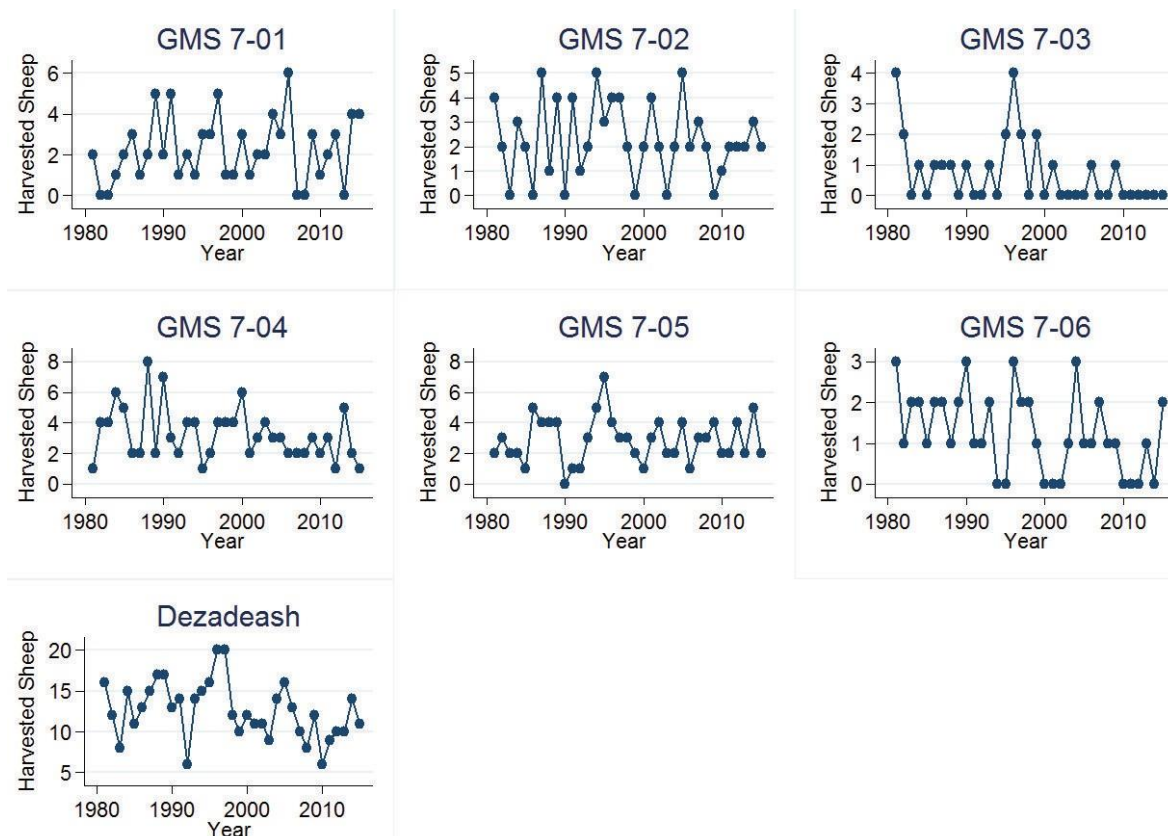 GMS 7-01
Harvested Sheep
6
4
2
0
1980 1990 2000 2010
Year
GMS 7-02
Harvested Sheep
5
4
3
2
1
0
1980 1990 2000 2010
Year
GMS 7-03
Harvested Sheep
4
3
2
1
0
1980 1990 2000 2010
Year
GMS 7-04
Harvested Sheep
8
6
4
2
0
1980 1990 2000 2010
Year
GMS 7-05
Harvested Sheep
8
6
4
2
0
1980 1990 2000 2010
Year
GMS 7-06
Harvested Sheep
3
2
1
0
1980 1990 2000 2010
Year
Dezadeash
Harvested Sheep
20
15
10
5
1980 1990 2000 2010
Year